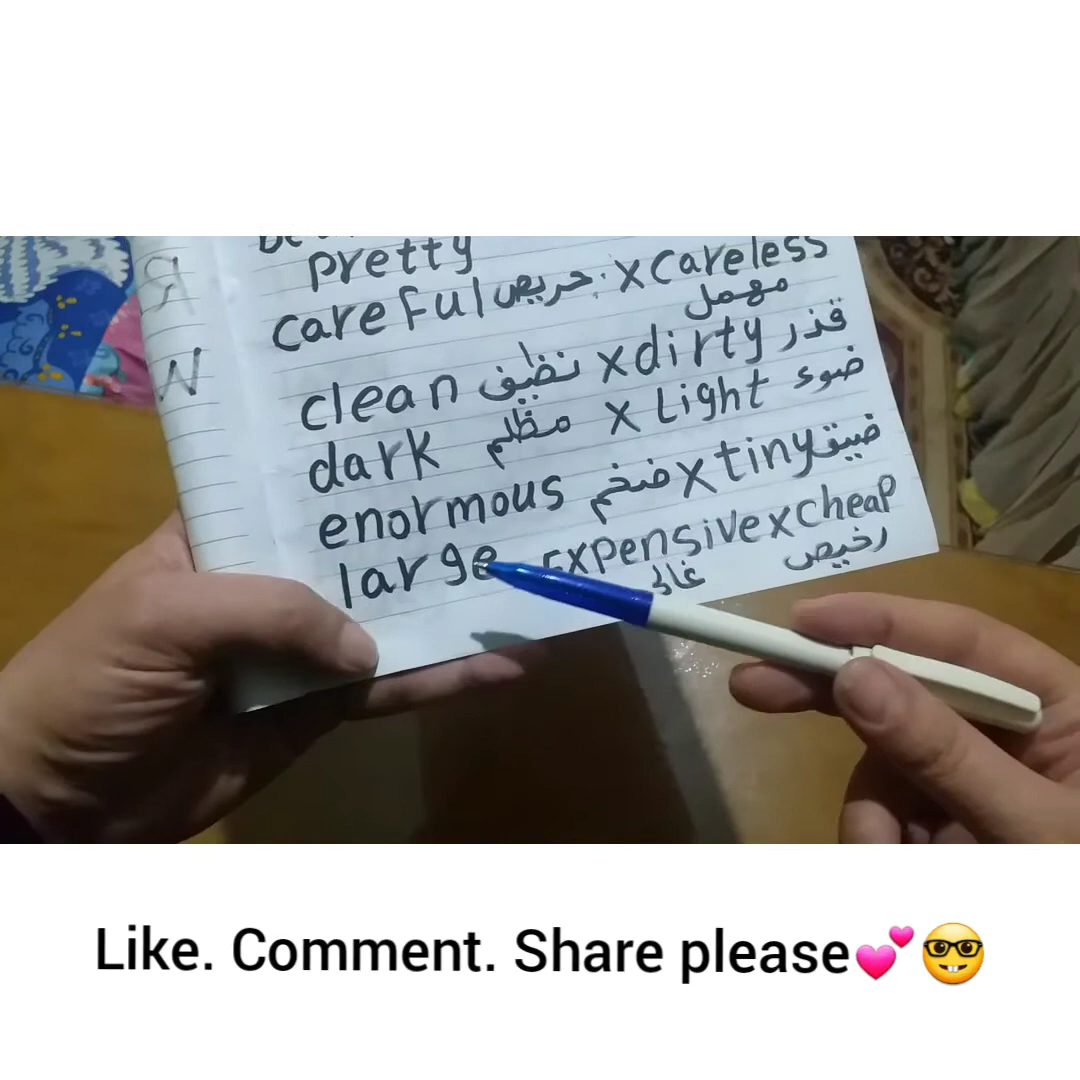 pretty
careful حريص: X careless
مهمل
clean نظيف X dirty قذر
dark مظلم X Light ضوء
enormous ضخم X tiny ضيق
large Expensive X cheap
غالى رخيص
N
Like. Comment. Share please💕🤓